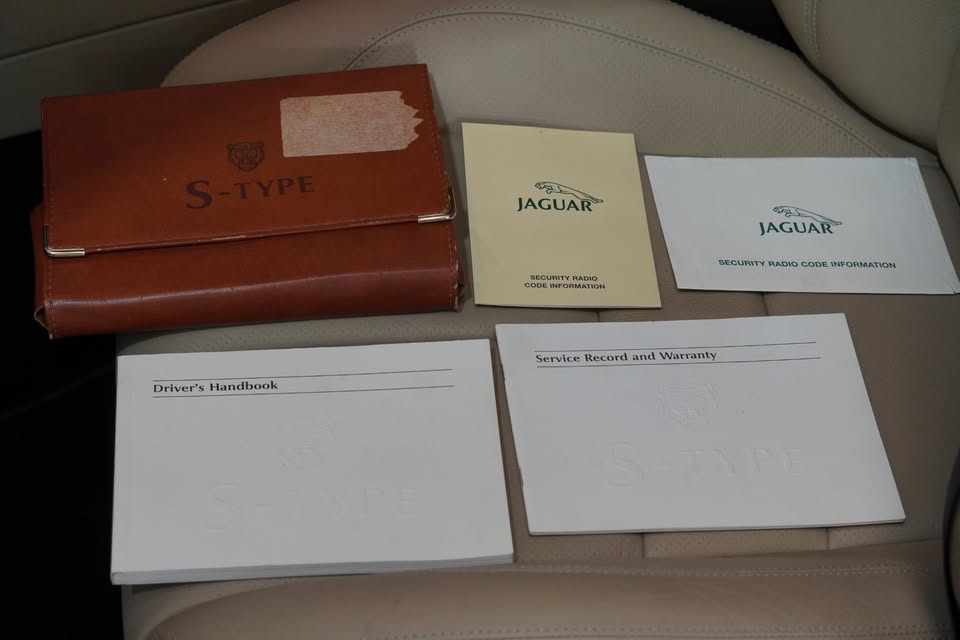 S-TYPE
JAGUAR
SECURITY RADIO
CODE INFORMATION
JAGUAR
SECURITY RADIO CODE INFORMATION
Driver's Handbook
S-TYPE
Service Record and Warranty
S-TYPE